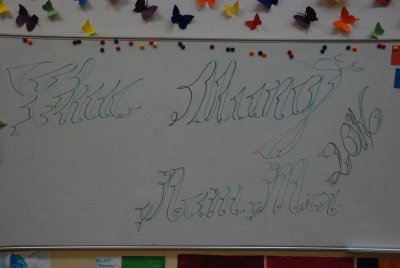 Chuc Mung
Nam Moi 2016